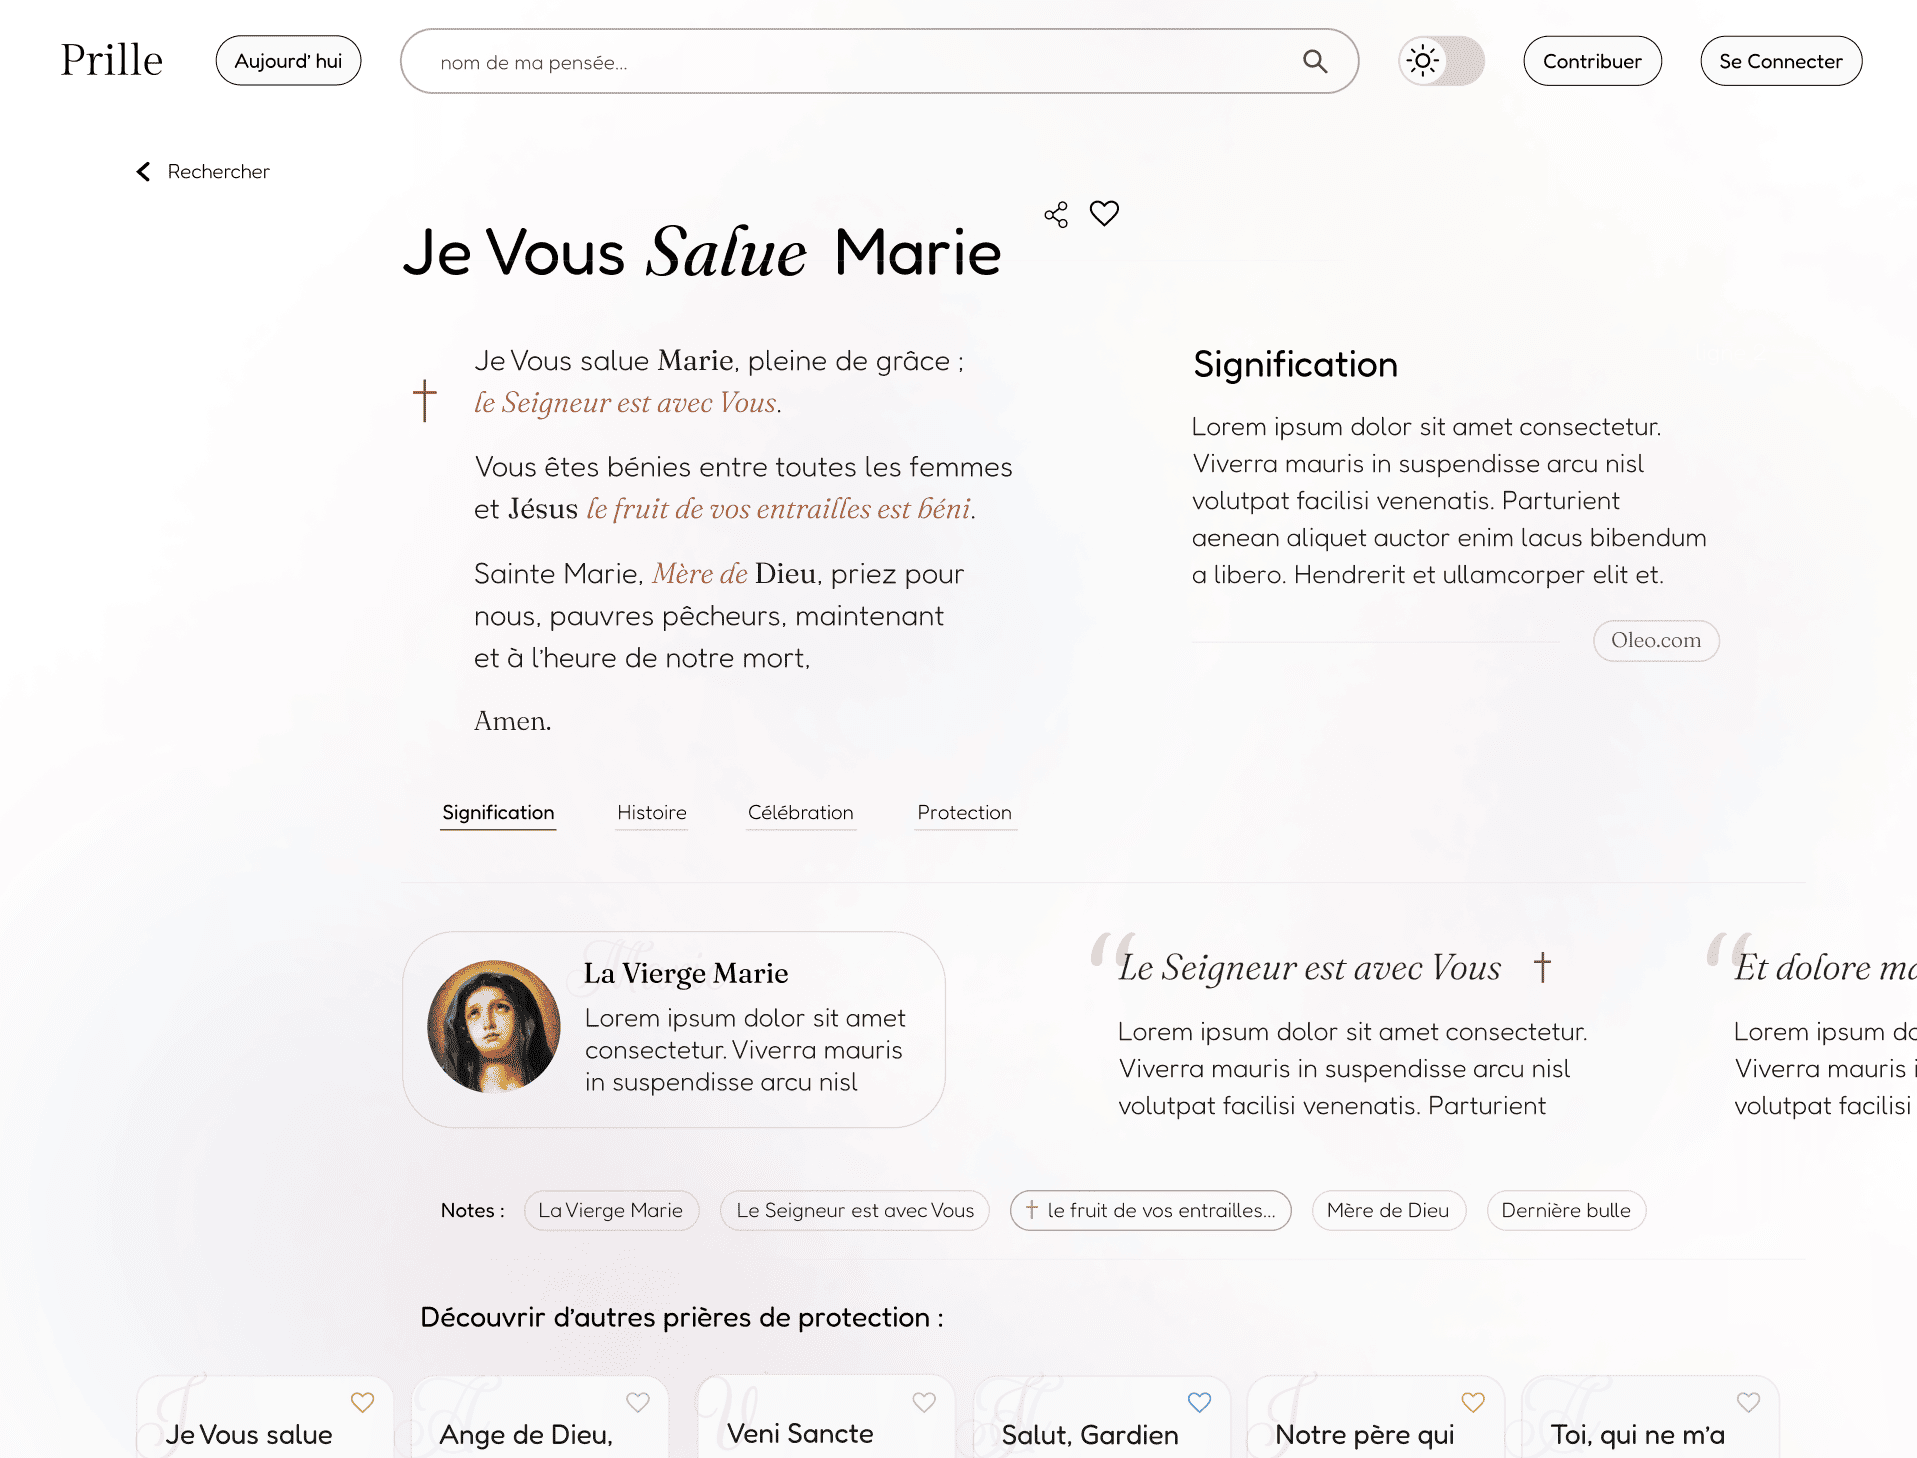 Prille
Aujourd’ hui
nom de ma pensée...
Contribuer
Se Connecter
Rechercher
Je Vous Salue Marie
Je Vous salue Marie, pleine de grâce ;
le Seigneur est avec Vous.
Vous êtes bénies entre toutes les femmes
et Jésus le fruit de vos entrailles est béni.
Sainte Marie, Mère de Dieu, priez pour
nous, pauvres pêcheurs, maintenant
et à l’heure de notre mort,
Amen.
Signification
Lorem ipsum dolor sit amet consectetur.
Viverra mauris in suspendisse arcu nisl
volutpat facilisi venenatis. Parturient
aenean aliquet auctor enim lacus bibendum
a libero. Hendrerit et ullamcorper elit et.
Oleo.com
Signification
Histoire
Célébration
Protection
La Vierge Marie
Lorem ipsum dolor sit amet
consectetur. Viverra mauris
in suspendisse arcu nisl
“Le Seigneur est avec Vous
Lorem ipsum dolor sit amet consectetur.
Viverra mauris in suspendisse arcu nisl
volutpat facilisi venenatis. Parturient
“Et dolore ma
Lorem ipsum do
Viverra mauris i
volutpat facilisi
Notes :
La Vierge Marie
Le Seigneur est avec Vous
le fruit de vos entrailles...
Mère de Dieu
Dernière bulle
Découvrir d’autres prières de protection :
Je Vous salue
Ange de Dieu,
Veni Sancte
Salut, Gardien
Notre père qui
Toi, qui ne m’a